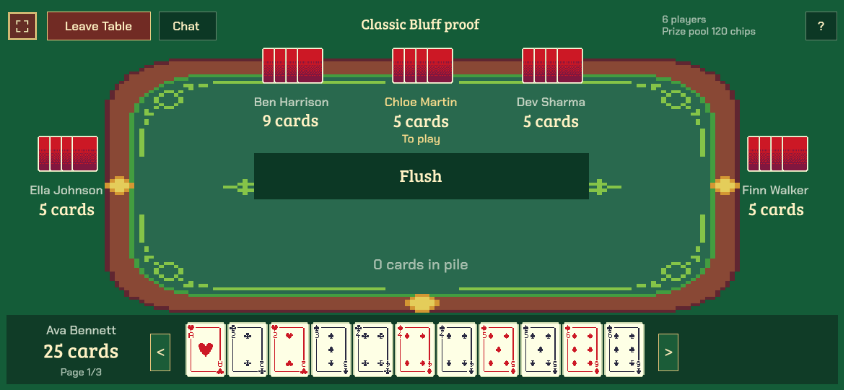 Leave Table
Chat
Classic Bluff proof
6 players
Prize pool 120 chips
?
Ben Harrison
9 cards
Chloe Martin
5 cards
To play
Dev Sharma
5 cards
Ella Johnson
5 cards
Finn Walker
5 cards
Flush
0 cards in pile
Ava Bennett
25 cards
Page 1/3
<
>